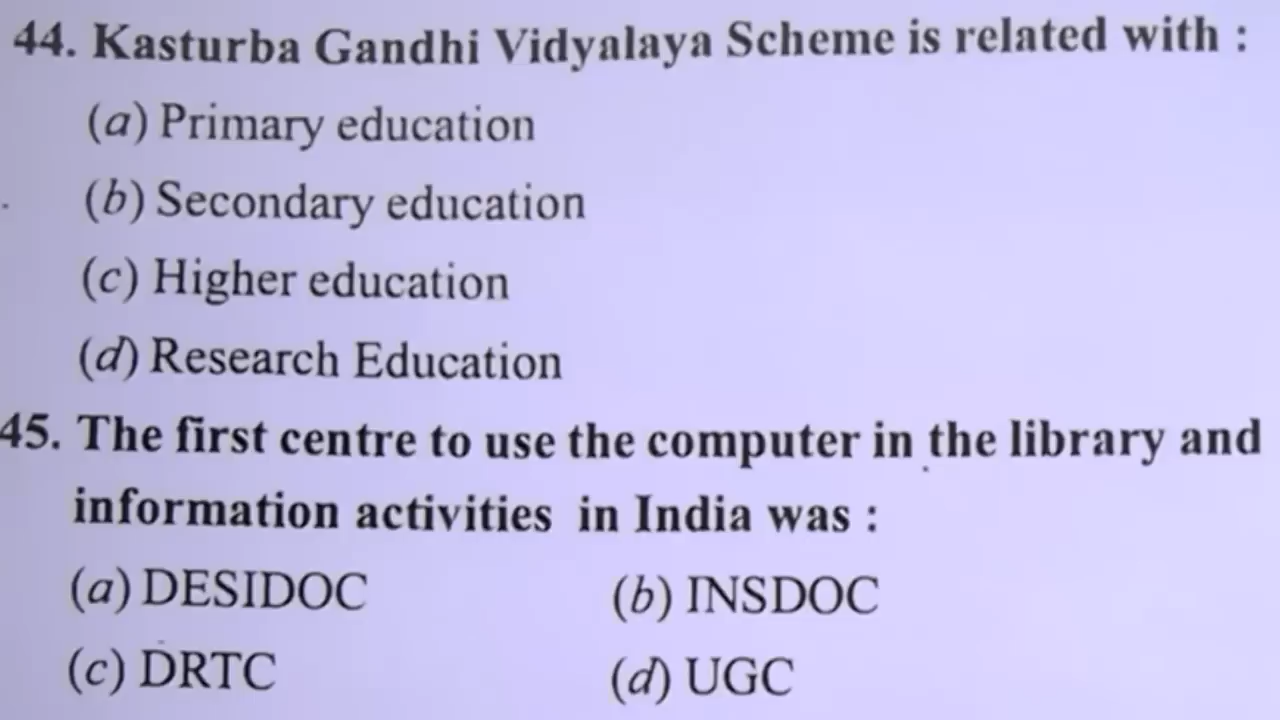 44. Kasturba Gandhi Vidyalaya Scheme is related with :
(a) Primary education
(b) Secondary education
(c) Higher education
(d) Research Education
45. The first centre to use the computer in the library and
information activities in India was :
(a) DESIDOC (b) INSDOC
(c) DRTC (d) UGC